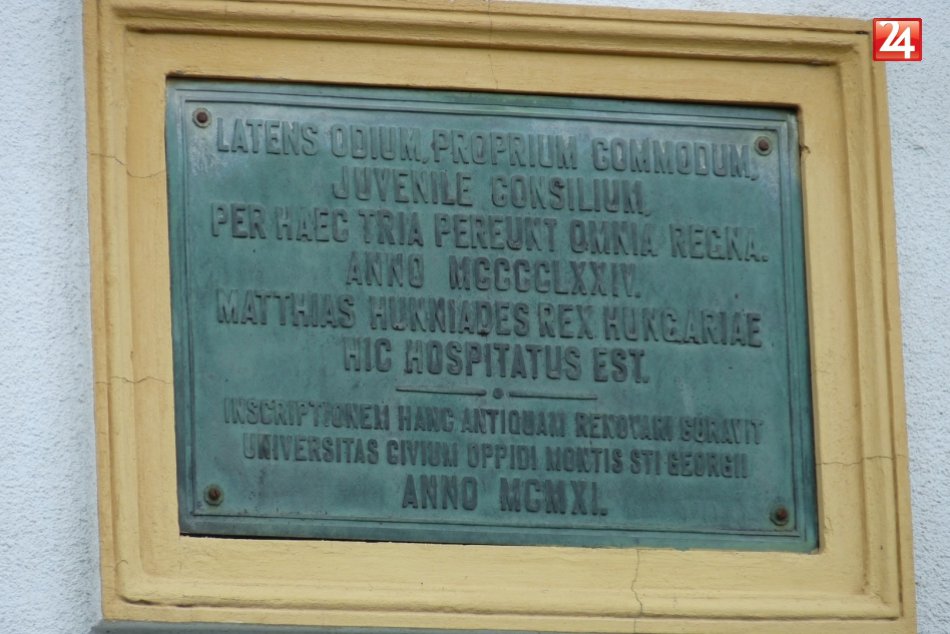 24
LATENS ODIUM, PROPRIUM COMMODUM,
JUVENILE CONSILIUM,
PER HAEC TRIA PEREUNT OMNIA REGNA.
ANNO MCCCCLXXIV.
MATTHIAS HUNNIADES REX HUNGARIAE
HIC HOSPITATUS EST.
INSCRIPTIONEM HANC ANTIQUAM RENOVARI CURAVIT
UNIVERSITAS CIVIUM OPPIDI MONTIS STI GEORGII
ANNO MCMXI.